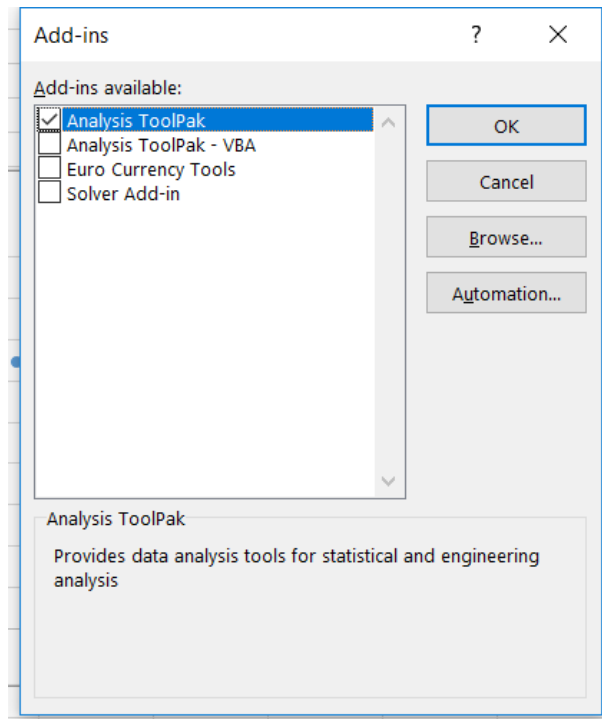 Add-ins
?
Add-ins available:
Analysis ToolPak
Analysis ToolPak - VBA
Euro Currency Tools
Solver Add-in
OK
Cancel
Browse...
Automation...
Analysis ToolPak
Provides data analysis tools for statistical and engineering
analysis